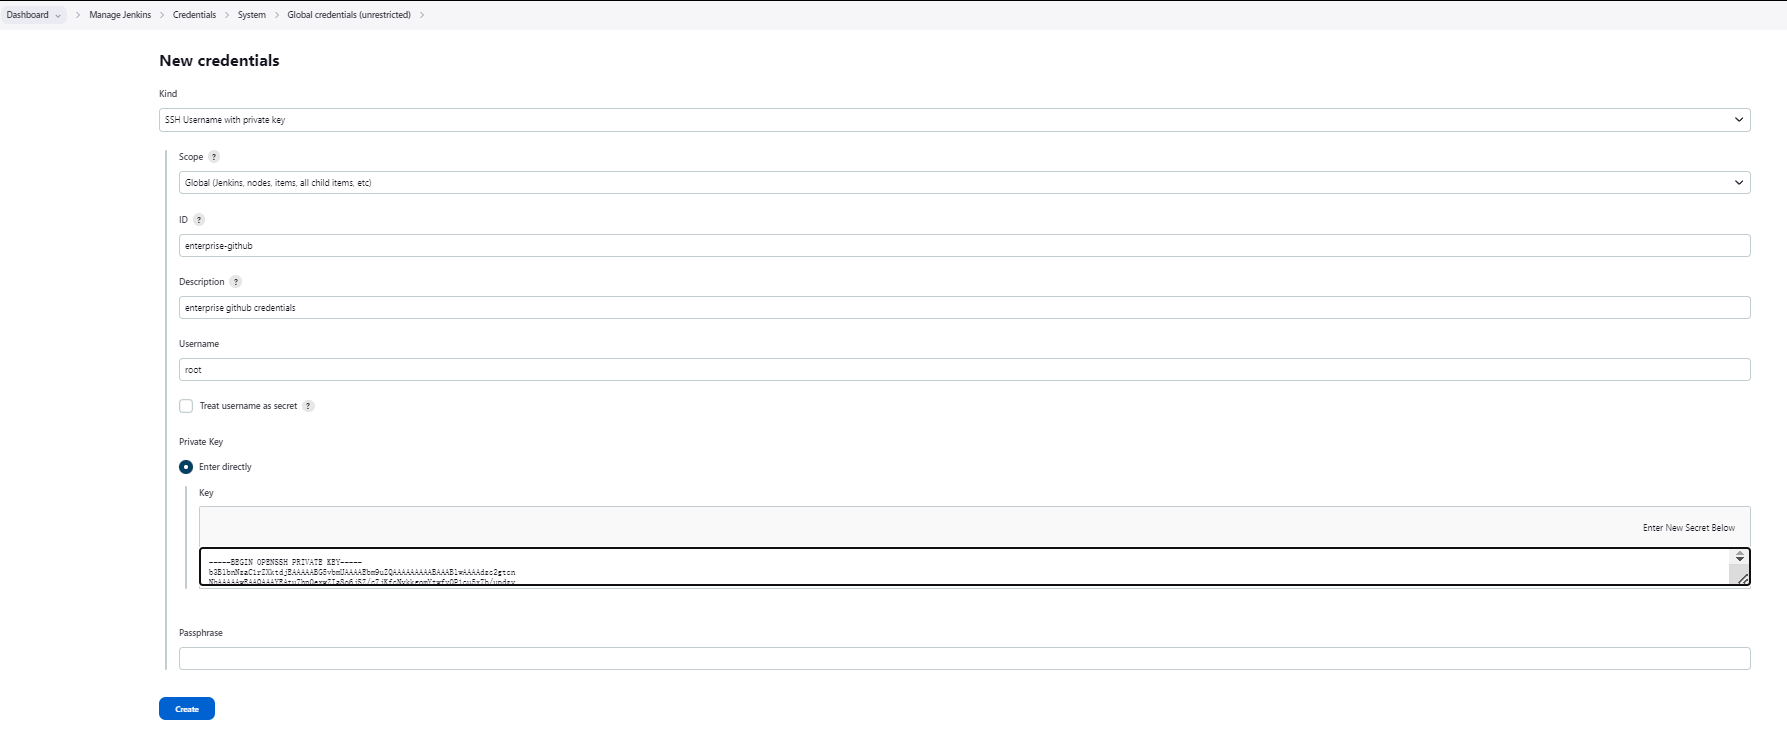 Dashboard
Manage Jenkins
Credentials
System
Global credentials (unrestricted)
New credentials
Kind
SSH Username with private key
Scope ?
Global (Jenkins, nodes, items, all child items, etc)
ID ?
enterprise-github
Description ?
enterprise github credentials
Username
root
Treat username as secret ?
Private Key
Enter directly
Key
Enter New Secret Below
-----BEGIN OPENSSH PRIVATE KEY-----
Passphrase
Create